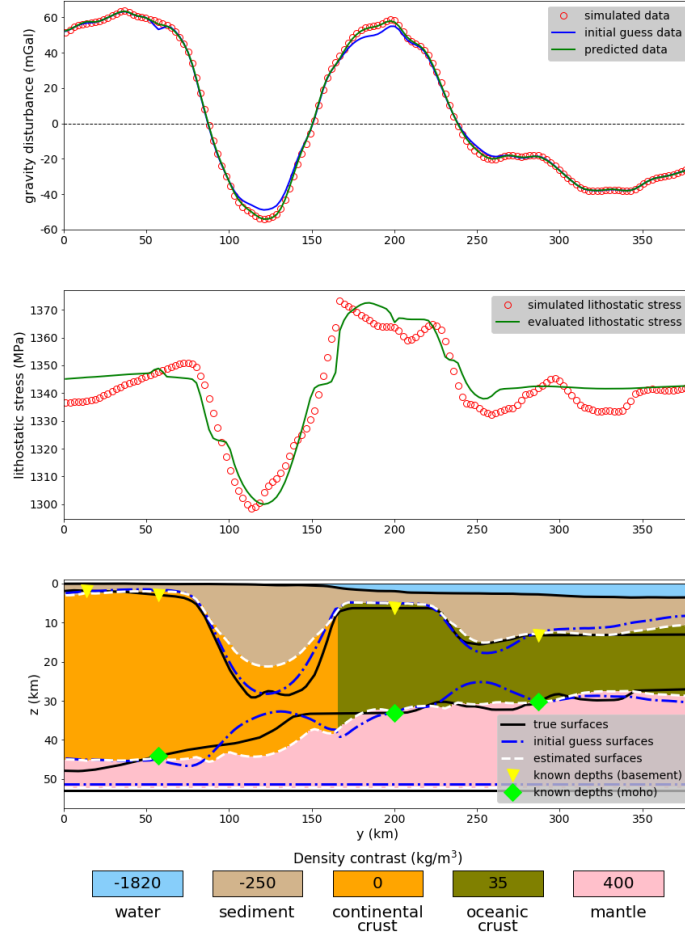 60
40
20
0
-20
-40
-60
gravity disturbance (mGal)
simulated data
initial guess data
predicted data
0
50
100
150
200
250
300
350
1370
1360
1350
1340
1330
1320
1310
1300
lithostatic stress (MPa)
simulated lithostatic stress
evaluated lithostatic stress
0
50
100
150
200
250
300
350
0
10
20
30
40
50
z (km)
true surfaces
initial guess surfaces
estimated surfaces
known depths (basement)
known depths (moho)
0
50
100
150
200
250
300
350
y (km)
Density contrast (kg/m³)
-1820
-250
0
35
400
water
sediment
continental
crust
oceanic
crust
mantle